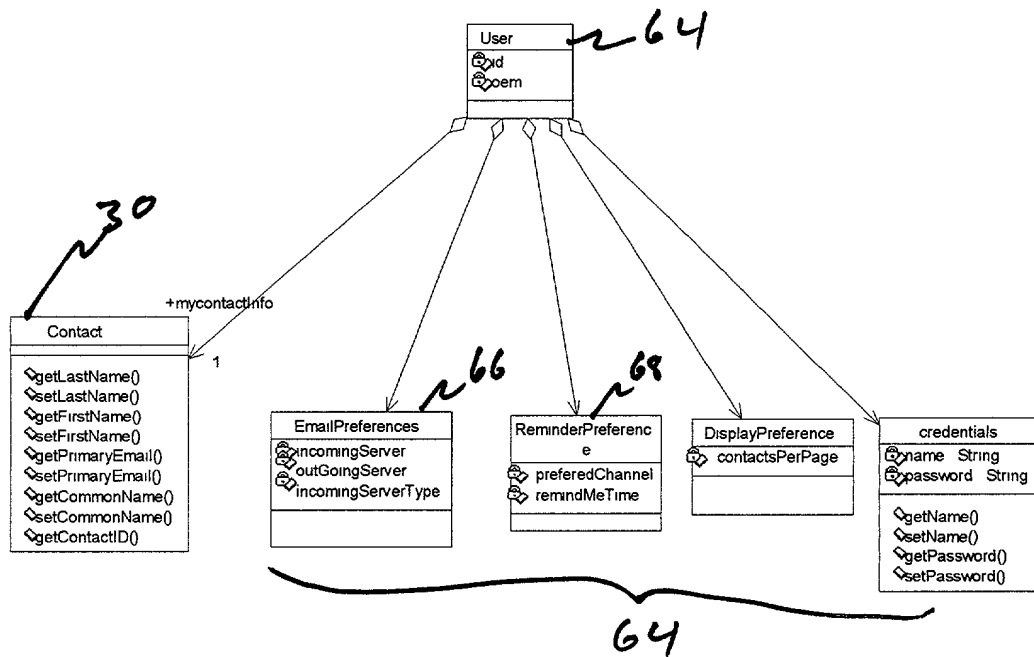 User
64
id
oem
30
+mycontactInfo
1
Contact
getLastName()
setLastName()
getFirstName()
setFirstName()
getPrimaryEmail()
setPrimaryEmail()
getCommonName()
setCommonName()
getContactID()
66
EmailPreferences
incomingServer
outGoingServer
incomingServerType
68
ReminderPreferenc
e
preferedChannel
remindMeTime
DisplayPreference
contactsPerPage
credentials
name String
password String
getName()
setName()
getPassword()
setPassword()
64